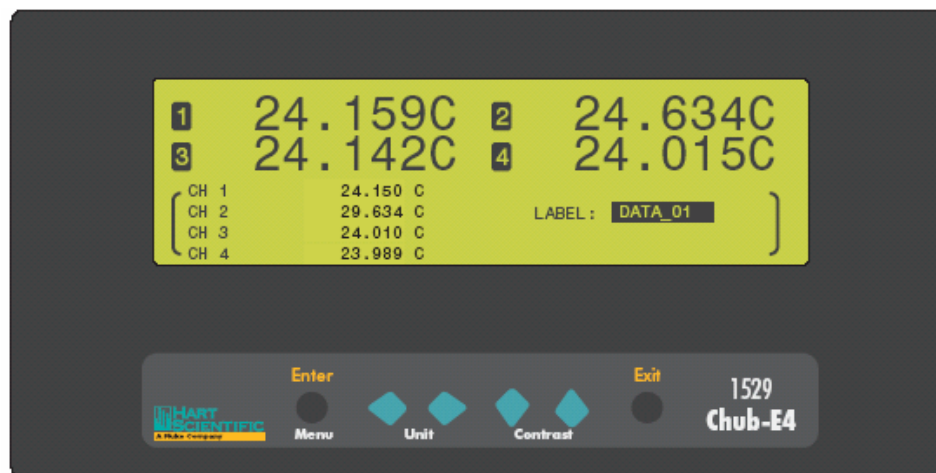 1 24.159C 2 24.634C
3 24.142C 4 24.015C
CH 1 24.150 C
CH 2 29.634 C LABEL: DATA_01
CH 3 24.010 C
CH 4 23.989 C
Enter Exit
HART
SCIENTIFIC
A Fluke Company
Menu Unit Contrast
1529
Chub-E4